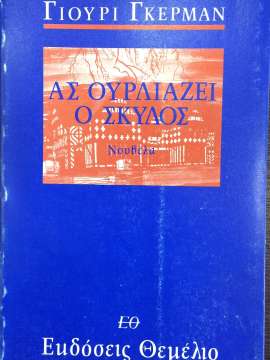 ΓΙΟΥΡΙ ΓΚΕΡΜΑΝ
ΑΣ ΟΥΡΛΙΑΖΕΙ
Ο ΣΚΥΛΟΣ
Νουβέλα
ΕΘ
Εκδόσεις Θεμέλιο